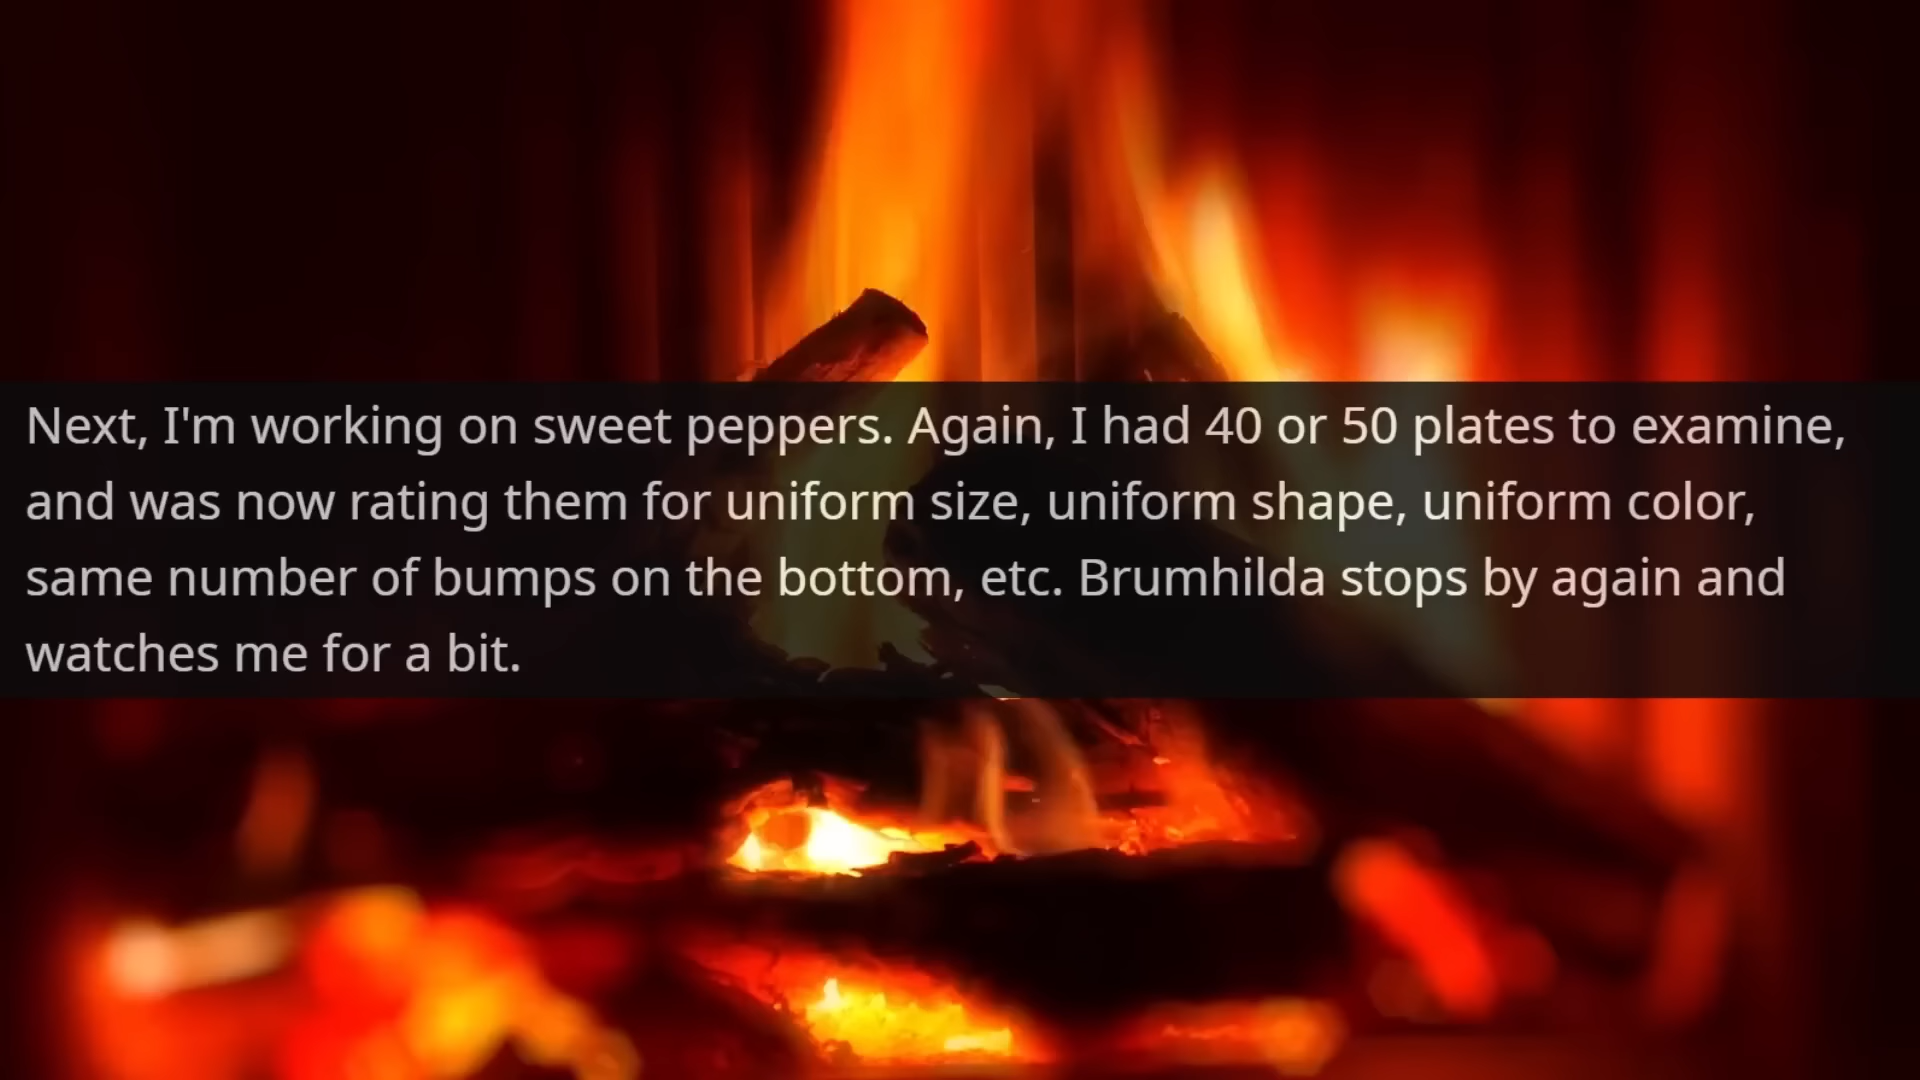 Next, I'm working on sweet peppers. Again, I had 40 or 50 plates to examine,
and was now rating them for uniform size, uniform shape, uniform color,
same number of bumps on the bottom, etc. Brumhilda stops by again and
watches me for a bit.